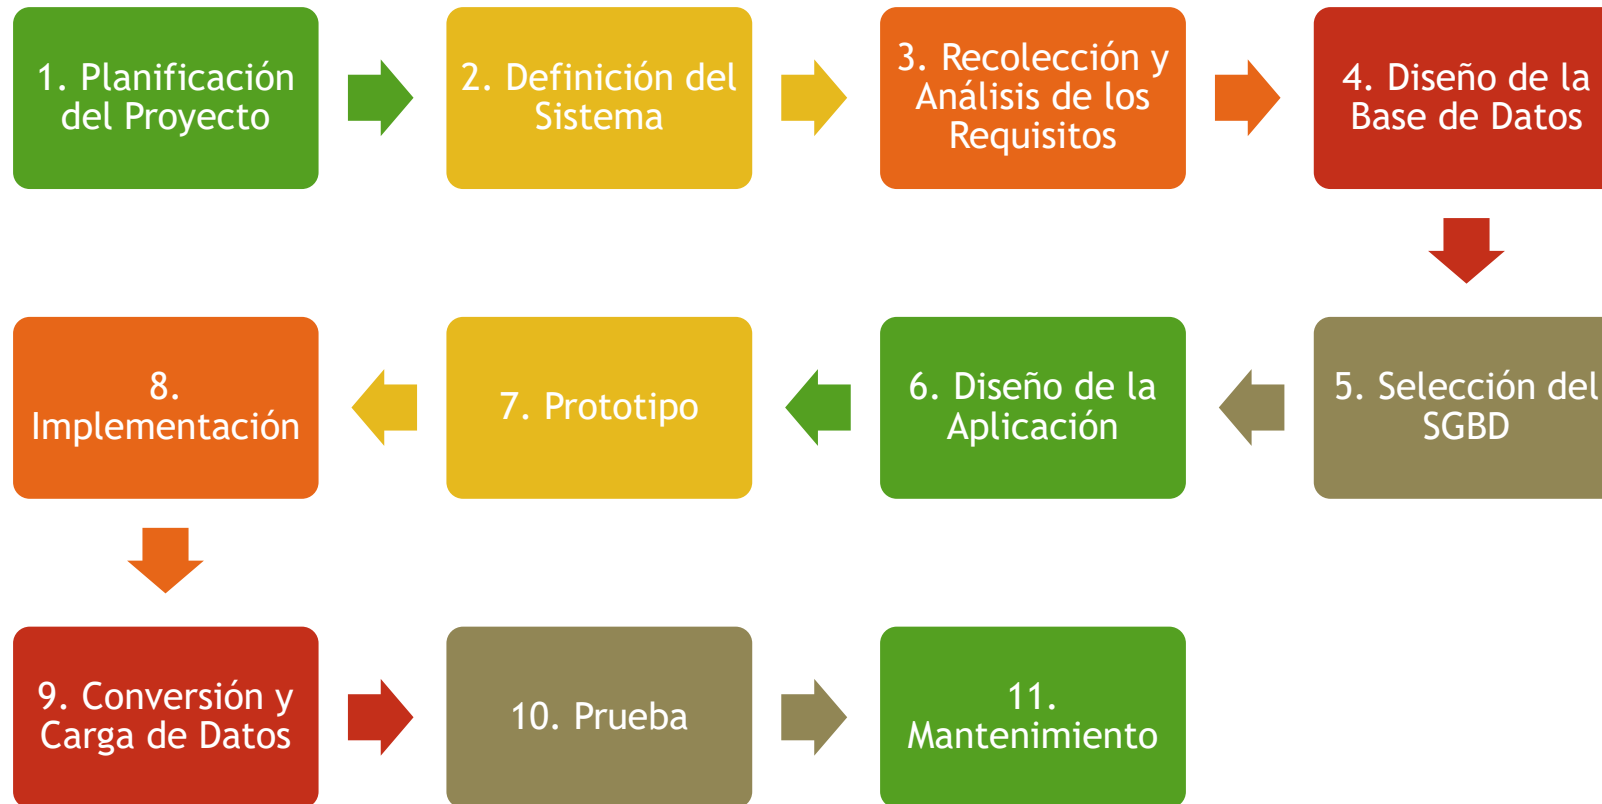 1. Planificación
del Proyecto
2. Definición del
Sistema
3. Recolección y
Análisis de los
Requisitos
4. Diseño de la
Base de Datos
5. Selección del
SGBD
6. Diseño de la
Aplicación
7. Prototipo
8.
Implementación
9. Conversión y
Carga de Datos
10. Prueba
11.
Mantenimiento